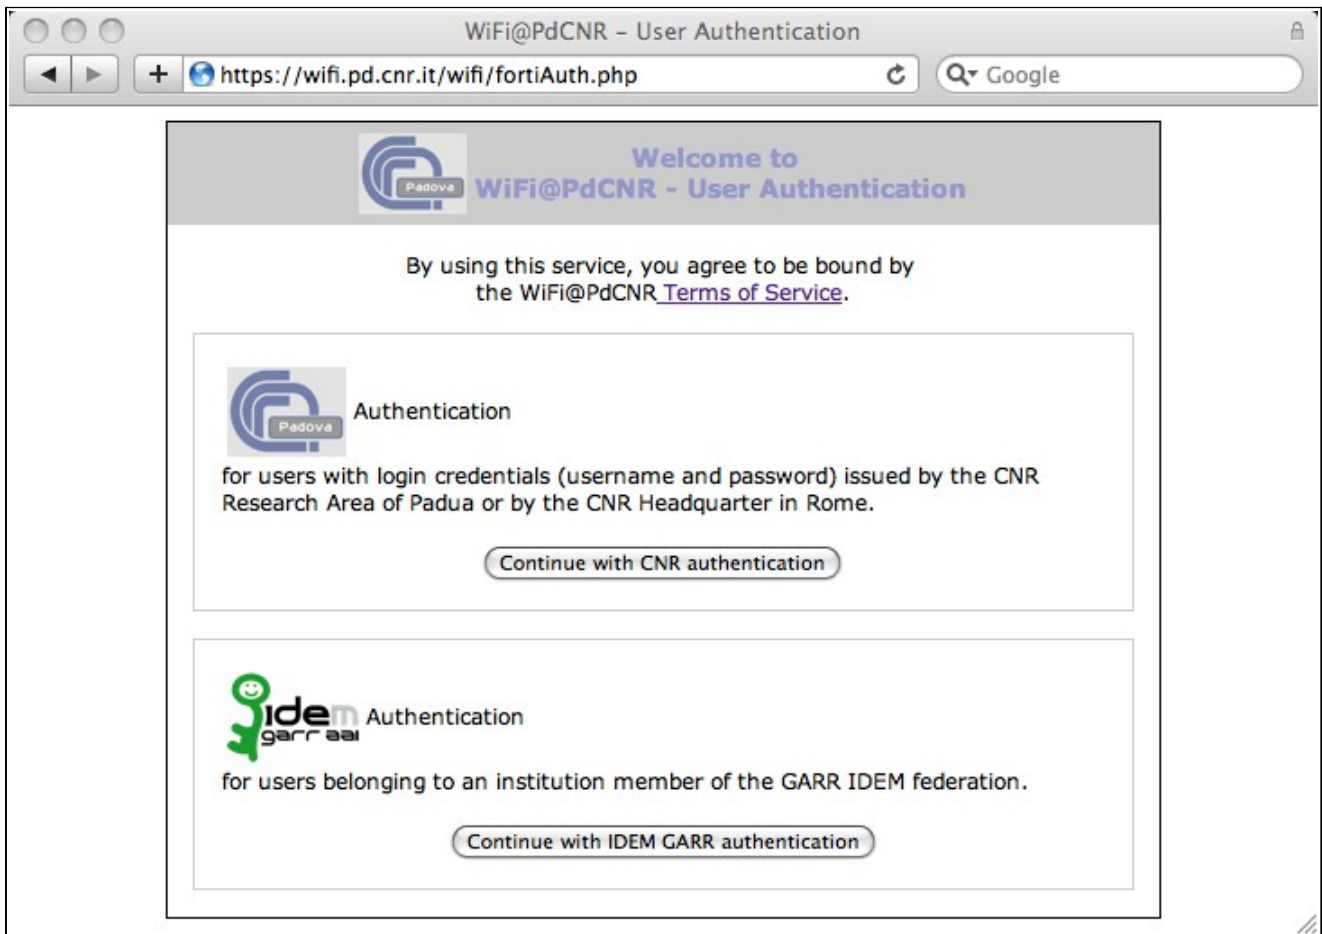 WiFi@PdCNR – User Authentication
https://wifi.pd.cnr.it/wifi/fortiAuth.php
Google
Padova
Welcome to
WiFi@PdCNR - User Authentication
By using this service, you agree to be bound by
the WiFi@PdCNR Terms of Service.
Padova
Authentication
for users with login credentials (username and password) issued by the CNR
Research Area of Padua or by the CNR Headquarter in Rome.
Continue with CNR authentication
idem
garr aai
Authentication
for users belonging to an institution member of the GARR IDEM federation.
Continue with IDEM GARR authentication